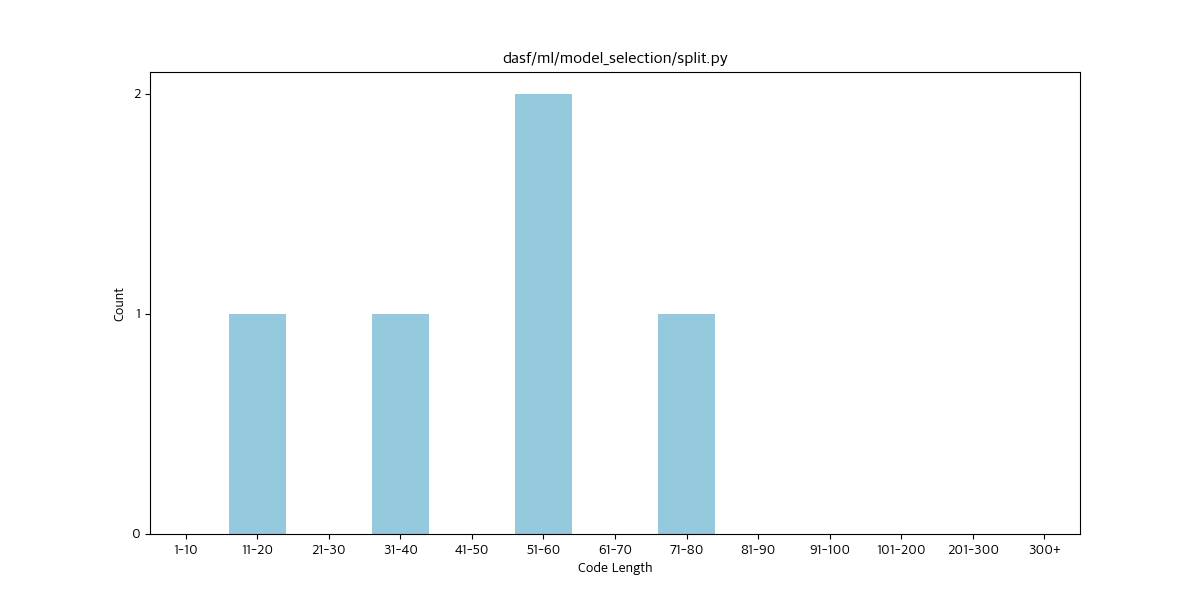 dasf/ml/model_selection/split.py
Count
2
1
0
1-10 11-20 21-30 31-40 41-50 51-60 61-70 71-80 81-90 91-100 101-200 201-300 300+
Code Length